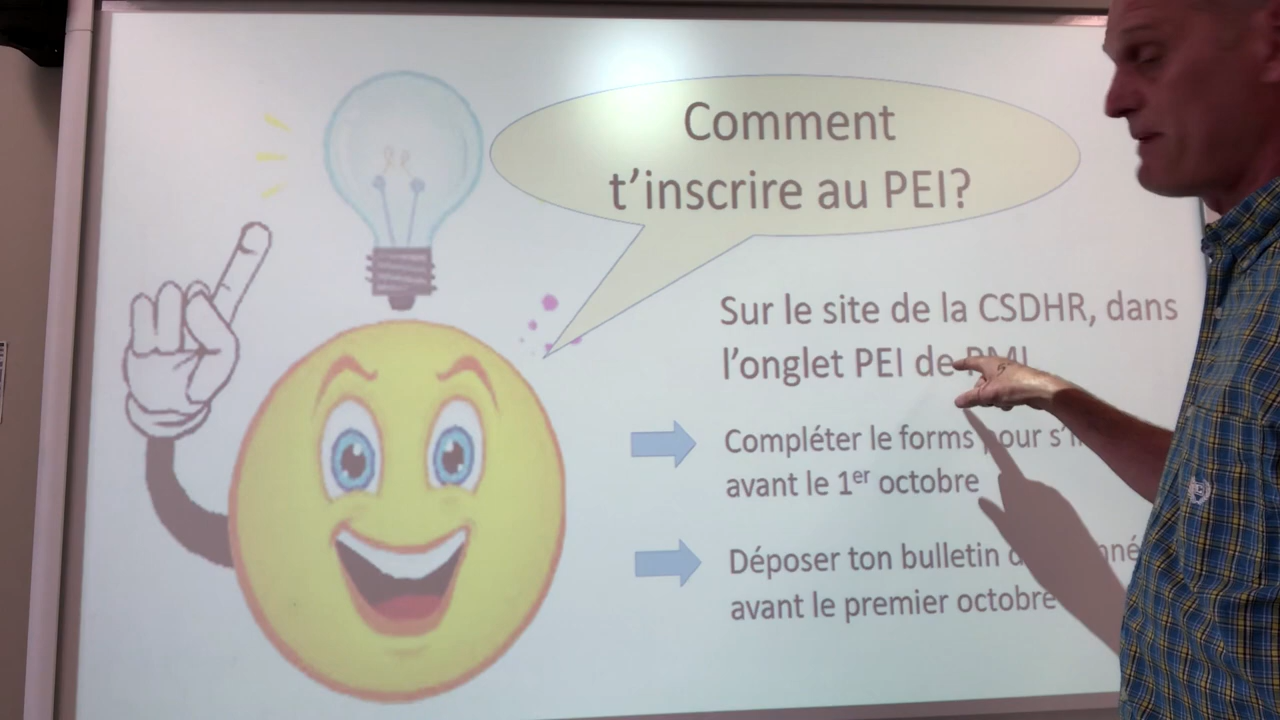 Comment
t’inscrire au PEI?
Sur le site de la CSDHR, dans
l’onglet PEI de
Compléter le forms pour
avant le 1er octobre
Déposer ton bulletin
avant le premier octobre